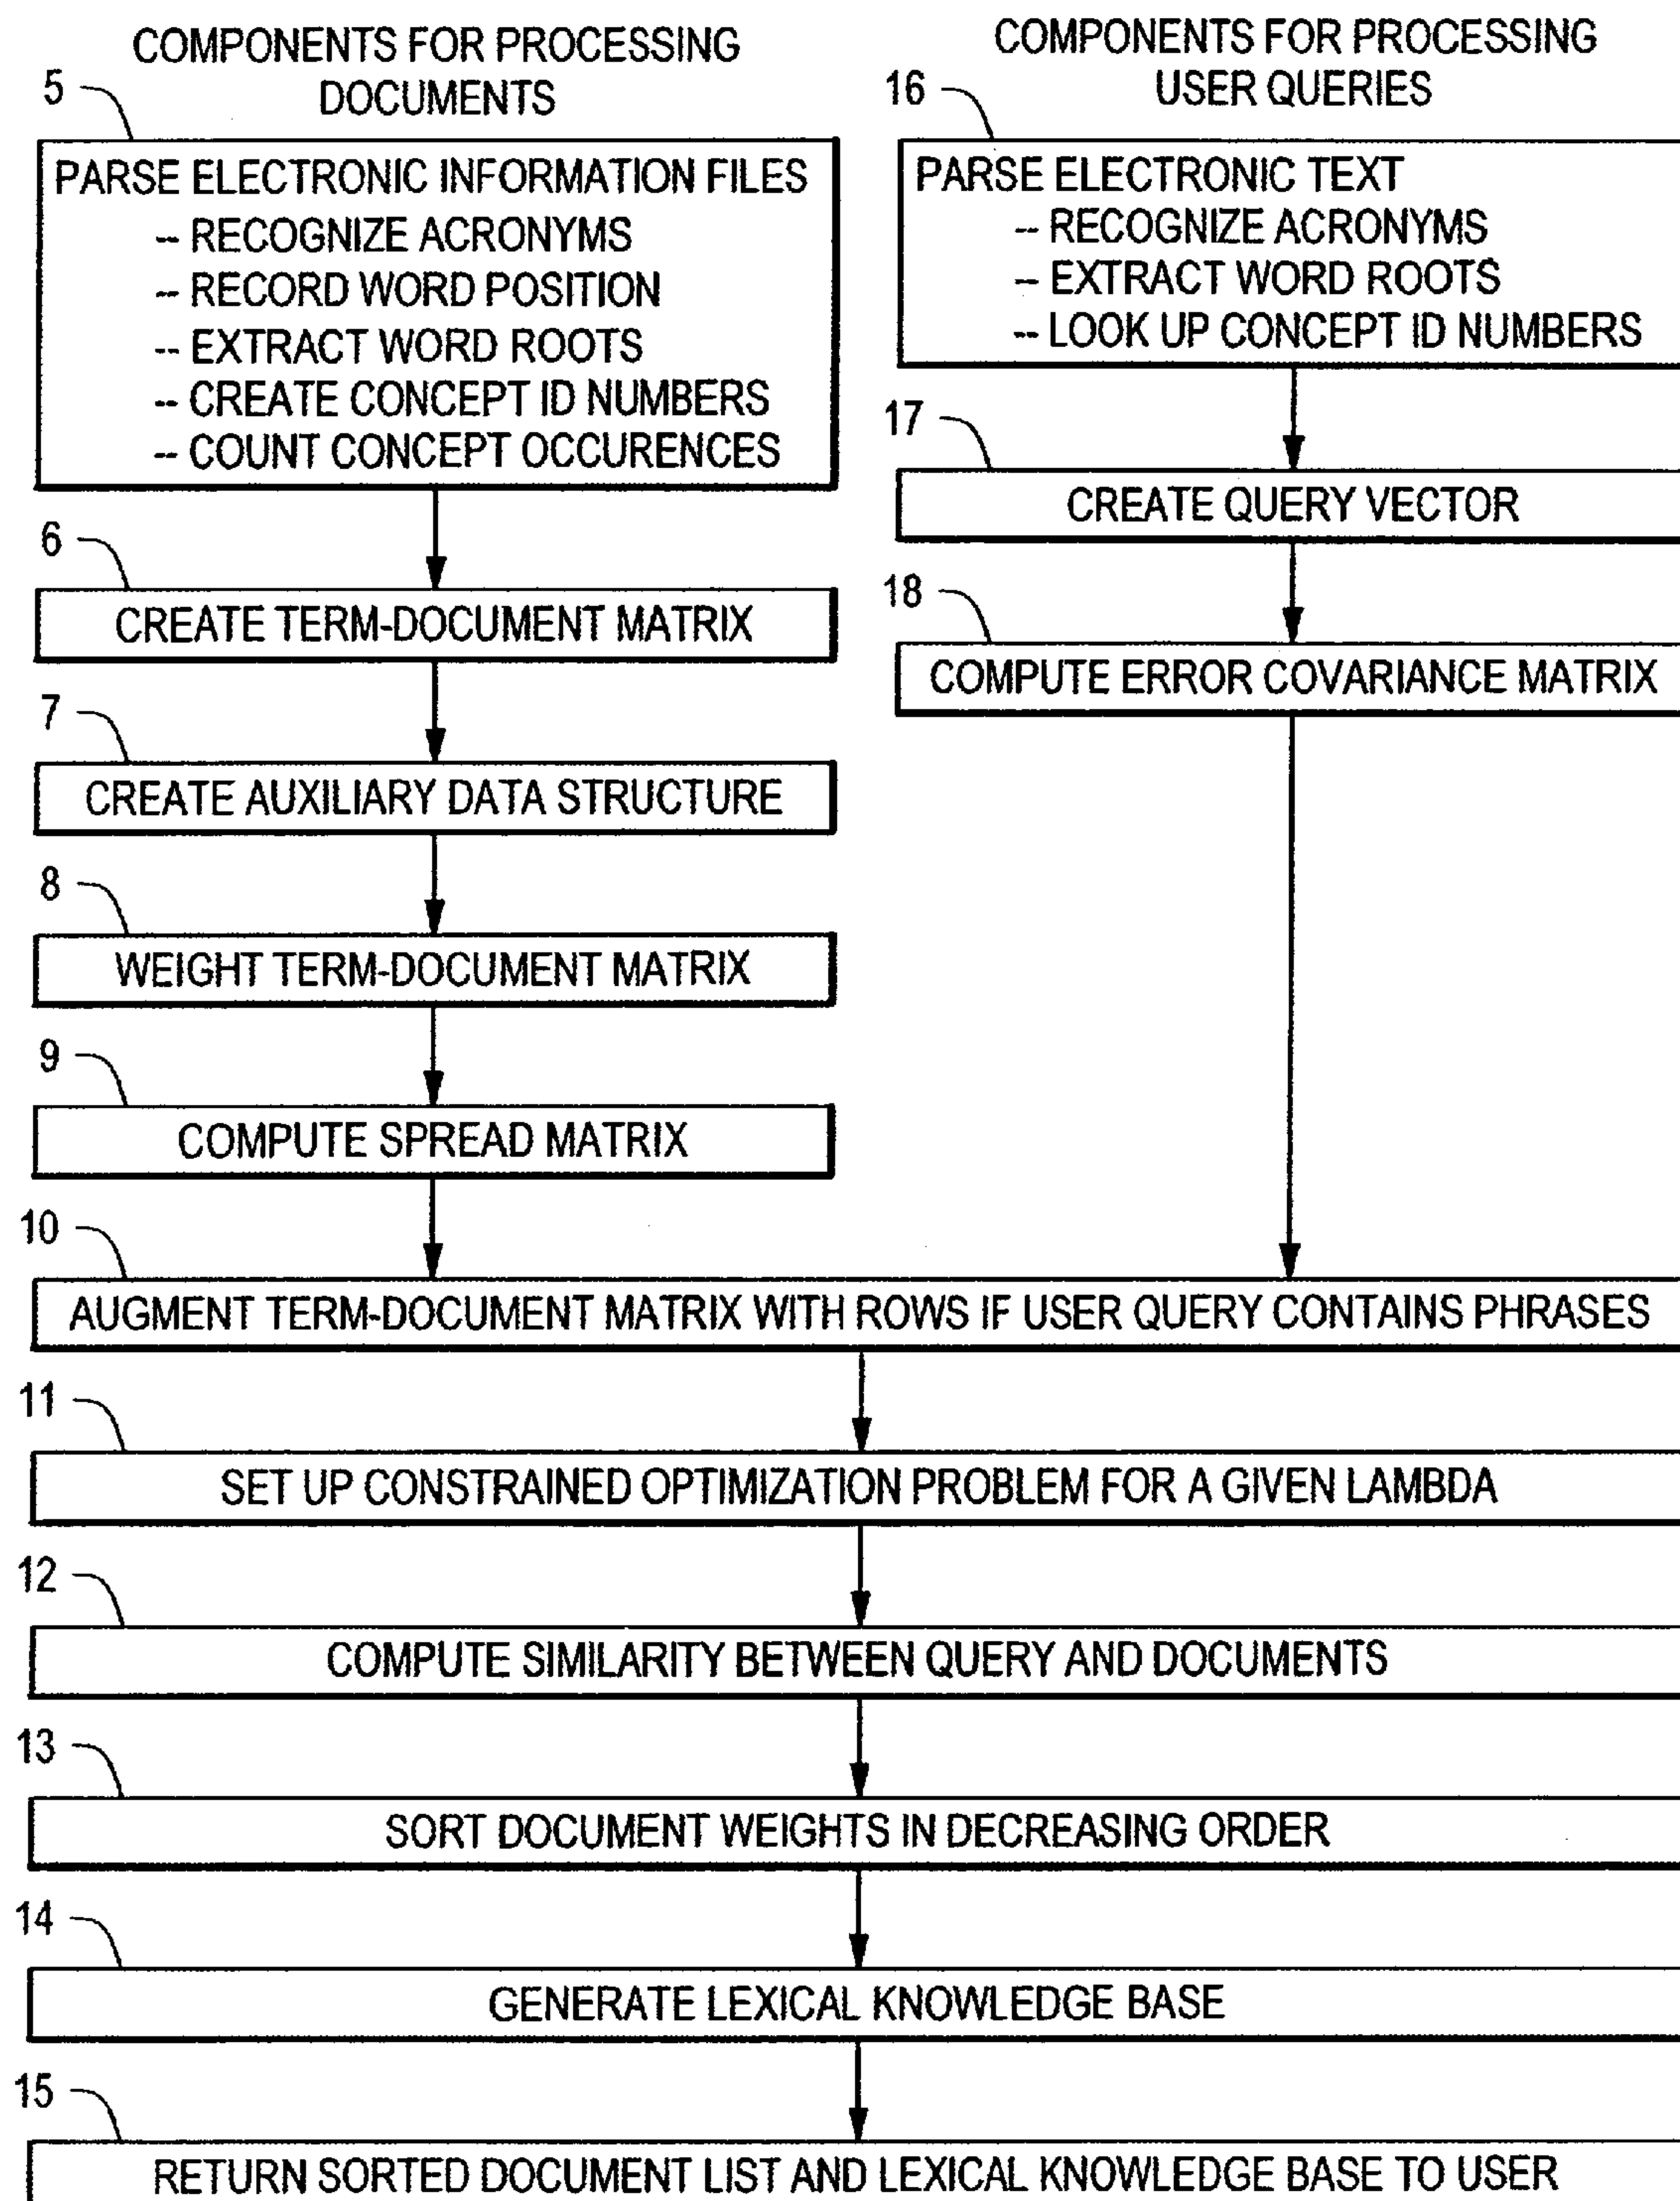 COMPONENTS FOR PROCESSING
DOCUMENTS
5
PARSE ELECTRONIC INFORMATION FILES
-- RECOGNIZE ACRONYMS
-- RECORD WORD POSITION
-- EXTRACT WORD ROOTS
-- CREATE CONCEPT ID NUMBERS
-- COUNT CONCEPT OCCURENCES
6
CREATE TERM-DOCUMENT MATRIX
7
CREATE AUXILIARY DATA STRUCTURE
8
WEIGHT TERM-DOCUMENT MATRIX
9
COMPUTE SPREAD MATRIX
COMPONENTS FOR PROCESSING
USER QUERIES
16
PARSE ELECTRONIC TEXT
-- RECOGNIZE ACRONYMS
-- EXTRACT WORD ROOTS
-- LOOK UP CONCEPT ID NUMBERS
17
CREATE QUERY VECTOR
18
COMPUTE ERROR COVARIANCE MATRIX
10
AUGMENT TERM-DOCUMENT MATRIX WITH ROWS IF USER QUERY CONTAINS PHRASES
11
SET UP CONSTRAINED OPTIMIZATION PROBLEM FOR A GIVEN LAMBDA
12
COMPUTE SIMILARITY BETWEEN QUERY AND DOCUMENTS
13
SORT DOCUMENT WEIGHTS IN DECREASING ORDER
14
GENERATE LEXICAL KNOWLEDGE BASE
15
RETURN SORTED DOCUMENT LIST AND LEXICAL KNOWLEDGE BASE TO USER